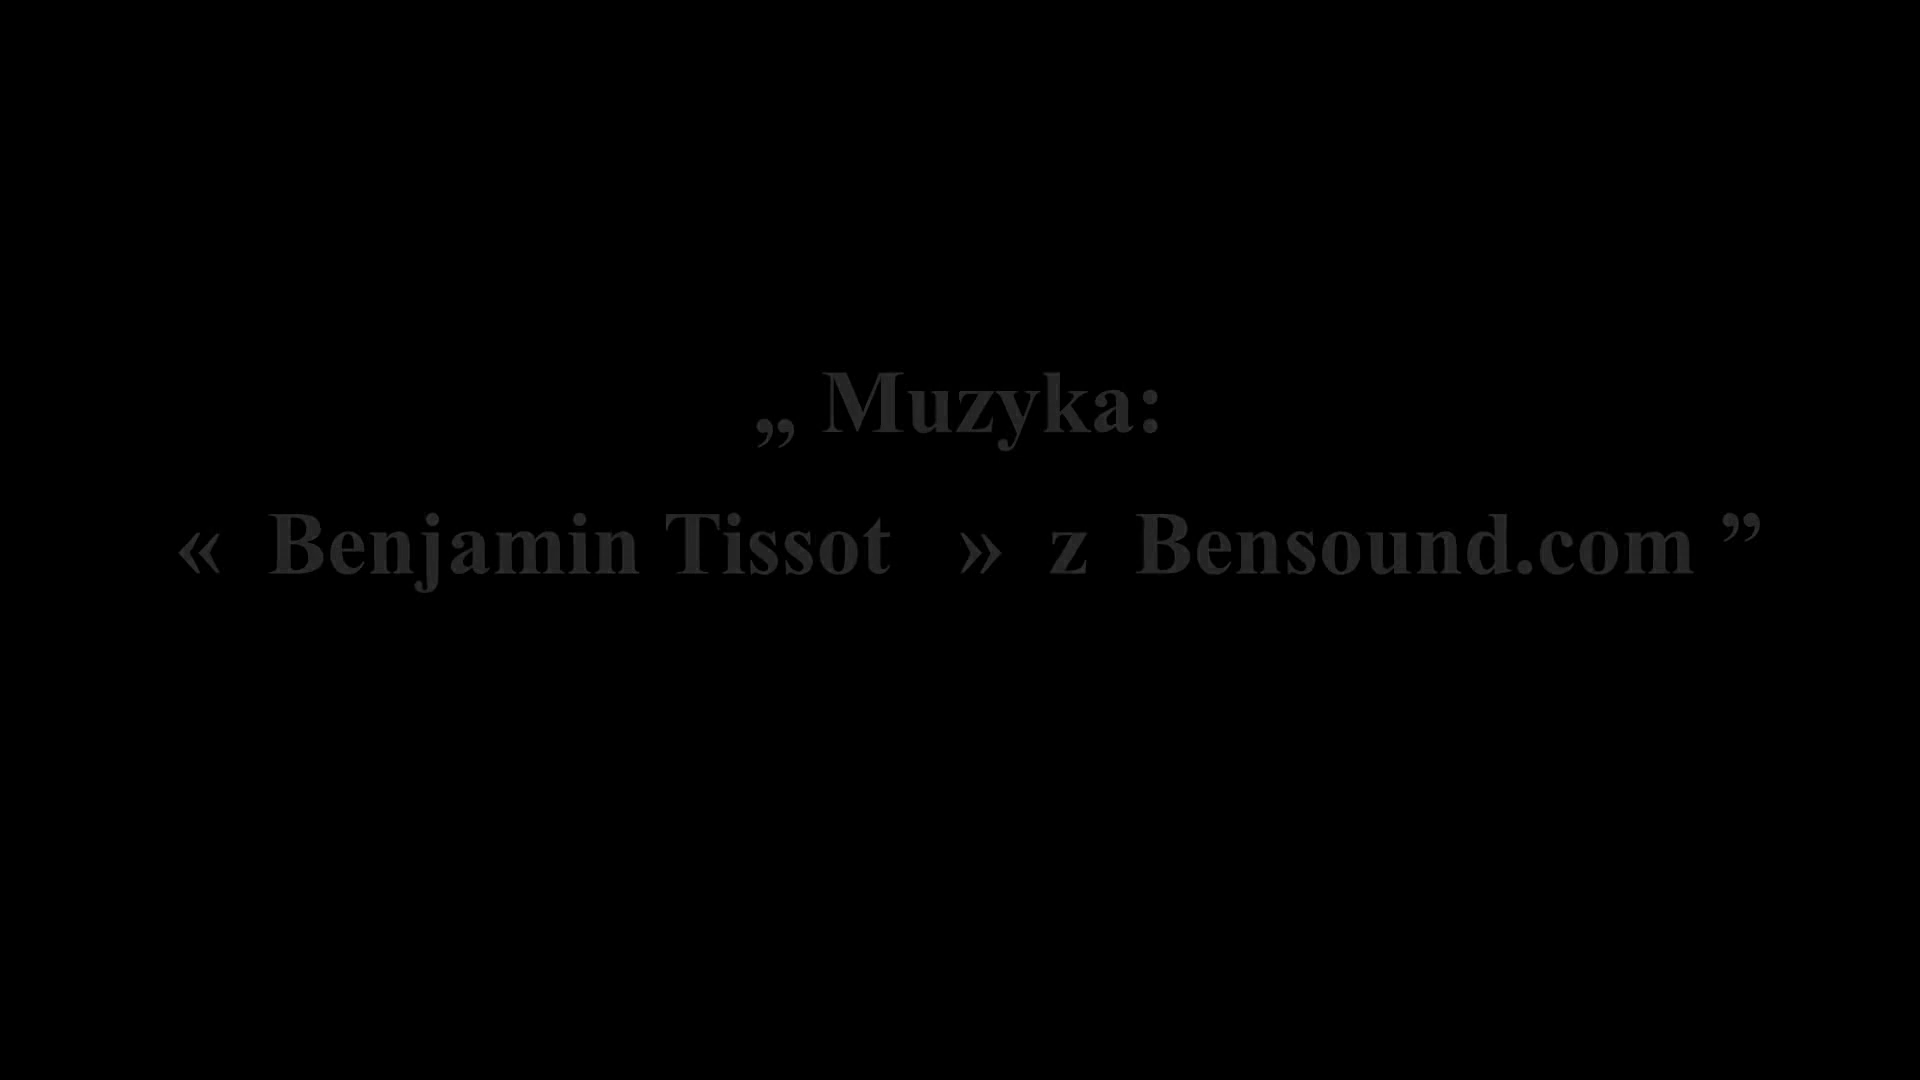 „ Muzyka:
«  Benjamin Tissot   »  z  Bensound.com ”